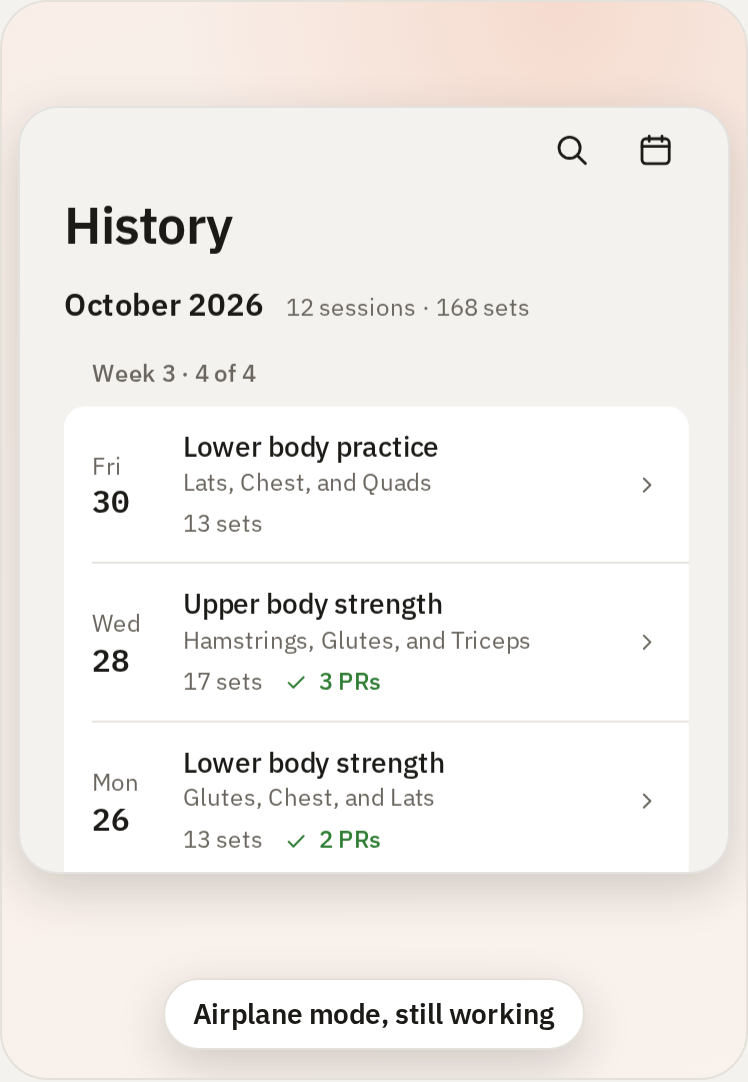 History
October 2026 12 sessions · 168 sets
Week 3 · 4 of 4
Fri
30
Lower body practice
Lats, Chest, and Quads
13 sets
Wed
28
Upper body strength
Hamstrings, Glutes, and Triceps
17 sets ✓ 3 PRs
Mon
26
Lower body strength
Glutes, Chest, and Lats
13 sets ✓ 2 PRs
Airplane mode, still working